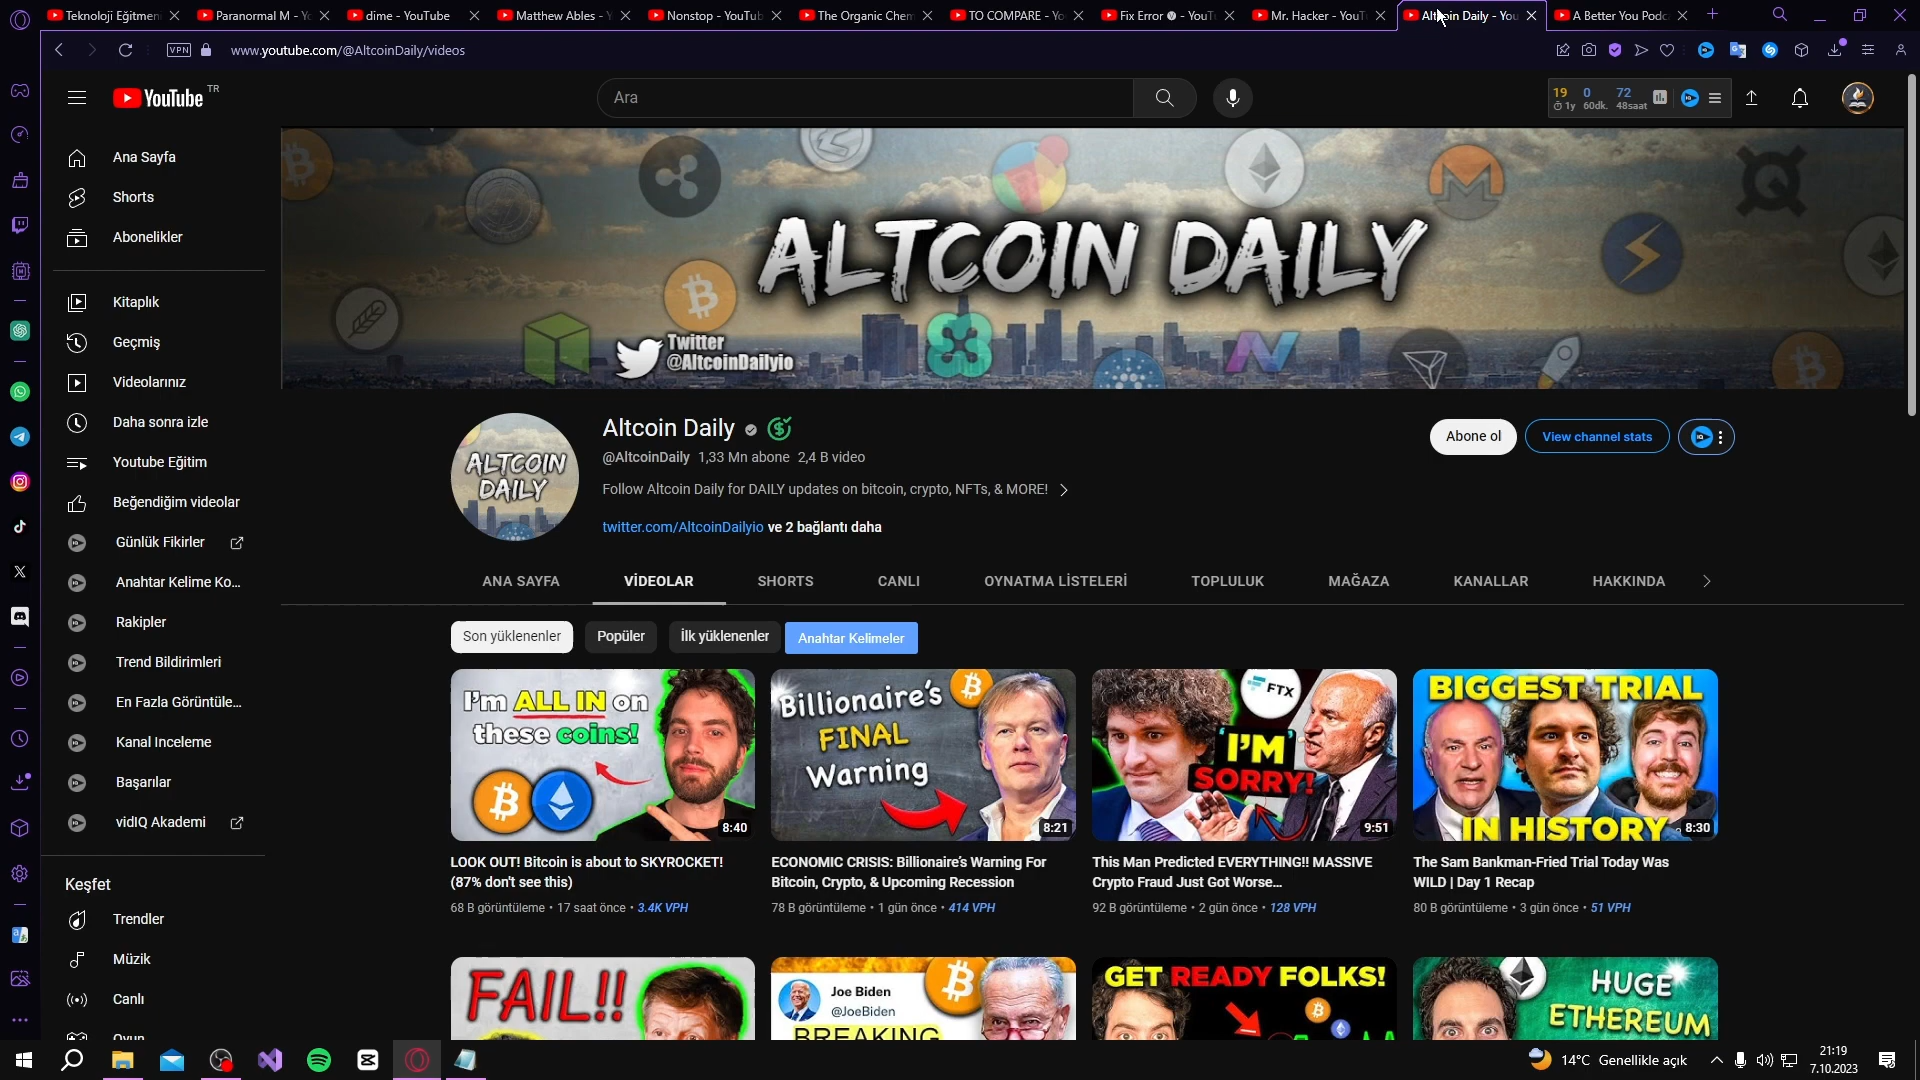 Teknoloji Eğitmeni
Paranormal M - Yo
dime - YouTube
Matthew Ables - Y
Nonstop - YouTub
The Organic Chem
TO COMPARE - Yo
Fix Error - YouTu
Mr. Hacker - YouT
Altcoin Daily - You
A Better You Podc
VPN
www.youtube.com/@AltcoinDaily/videos
YouTube TR
Ara
19
1y
0
60dk.
72
48saat
Ana Sayfa
Shorts
Abonelikler
Kitaplık
Geçmiş
Videolarınız
Daha sonra izle
Youtube Eğitim
Beğendiğim videolar
Günlük Fikirler
Anahtar Kelime Ko...
Rakipler
Trend Bildirimleri
En Fazla Görüntüle...
Kanal Inceleme
Başarılar
vidIQ Akademi
Keşfet
Trendler
Müzik
Canlı
Oyun
ALTCOIN DAILY
Twitter
@AltcoinDailyio
ALTCOIN
DAILY
Altcoin Daily
@AltcoinDaily 1,33 Mn abone 2,4 B video
Follow Altcoin Daily for DAILY updates on bitcoin, crypto, NFTs, & MORE!
twitter.com/AltcoinDailyio ve 2 bağlantı daha
Abone ol
View channel stats
ANA SAYFA
VİDEOLAR
SHORTS
CANLI
OYNATMA LİSTELERİ
TOPLULUK
MAĞAZA
KANALLAR
HAKKINDA
Son yüklenenler
Popüler
İlk yüklenenler
Anahtar Kelimeler
I'm ALL IN on
these coins!
8:40
LOOK OUT! Bitcoin is about to SKYROCKET!
(87% don't see this)
68 B görüntüleme • 17 saat önce • 3.4K VPH
Billionaire's
FINAL
Warning
8:21
ECONOMIC CRISIS: Billionaire's Warning For
Bitcoin, Crypto, & Upcoming Recession
78 B görüntüleme • 1 gün önce • 414 VPH
FTX
I'M
SORRY!
9:51
This Man Predicted EVERYTHING!! MASSIVE
Crypto Fraud Just Got Worse...
92 B görüntüleme • 2 gün önce • 128 VPH
BIGGEST TRIAL
IN HISTORY
8:30
The Sam Bankman-Fried Trial Today Was
WILD | Day 1 Recap
80 B görüntüleme • 3 gün önce • 51 VPH
FAIL!!
Joe Biden
@JoeBiden
BREAKING
GET READY FOLKS!
HUGE
ETHEREUM
14°C Genellikle açık
21:19
7.10.2023